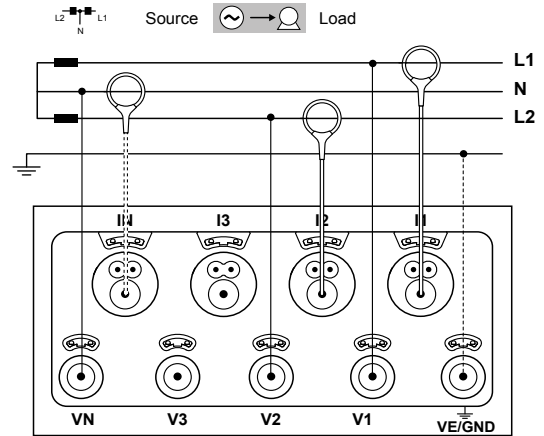 L2 L1
N
Source Load
L1
N
L2
IN I3 I2 I1
VN V3 V2 V1 VE/GND